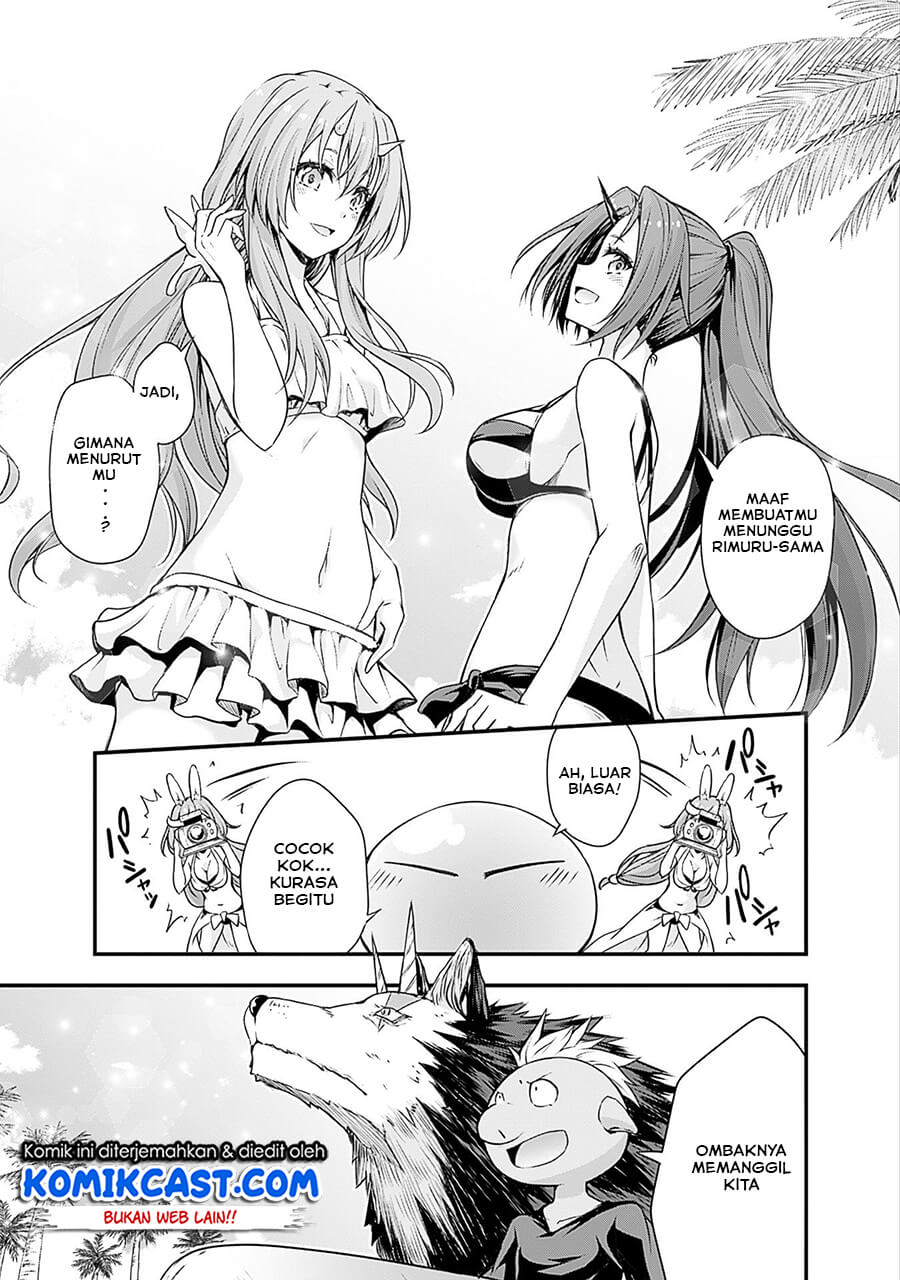 MAAF
MEMBUATMU
MENUNGGU
RIMURU-SAMA
JADI,
GIMANA
MENURUT
MU
. . . ?
AH, LUAR
BIASA!
COCOK
KOK...
KURASA
BEGITU
パシャ
パシャ
パシャッ
パシャ
OMBAKNYA
MEMANGGIL
KITA
Komik ini diterjemahkan & diedit oleh
KOMIKCAST.COM
BUKAN WEB LAIN!!